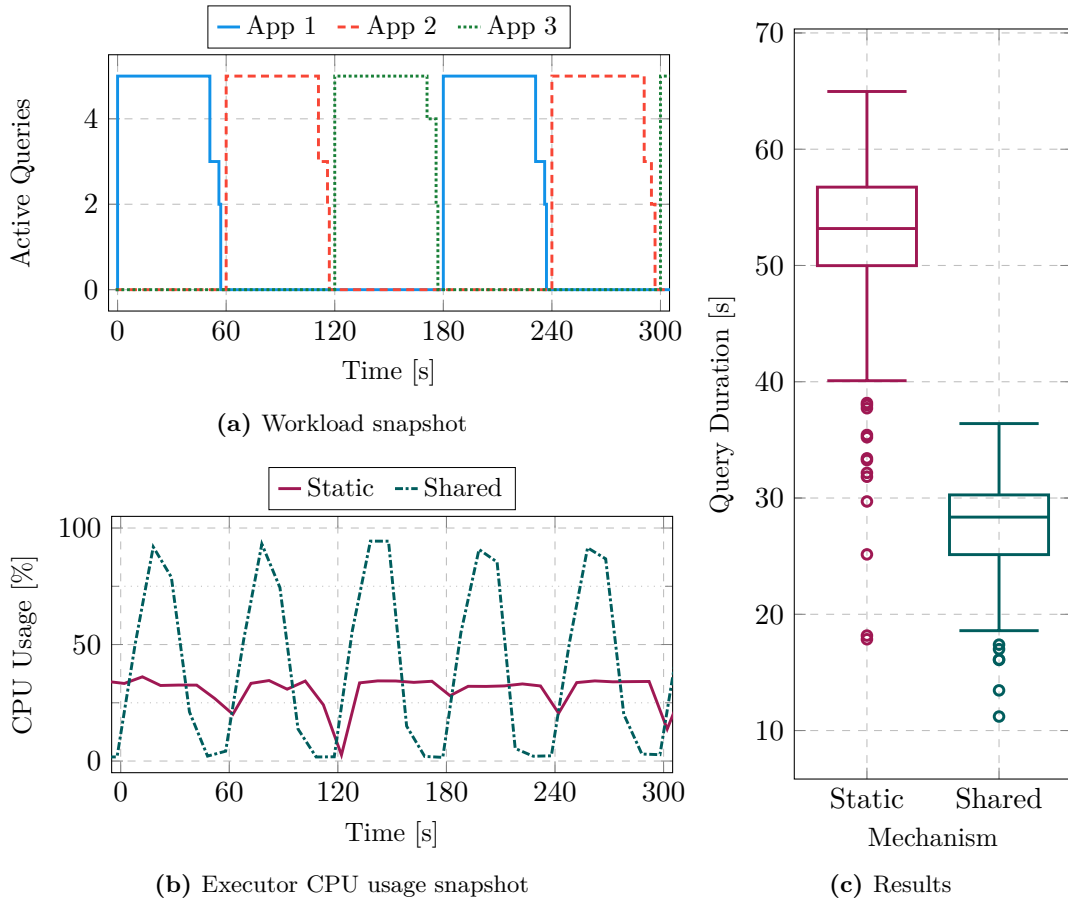 App 1 App 2 App 3
Active Queries
4
2
0
0 60 120 180 240 300
Time [s]
(a) Workload snapshot
Static Shared
CPU Usage [%]
100
50
0
0 60 120 180 240 300
Time [s]
(b) Executor CPU usage snapshot
Query Duration [s]
70
60
50
40
30
20
10
Static Shared
Mechanism
(c) Results